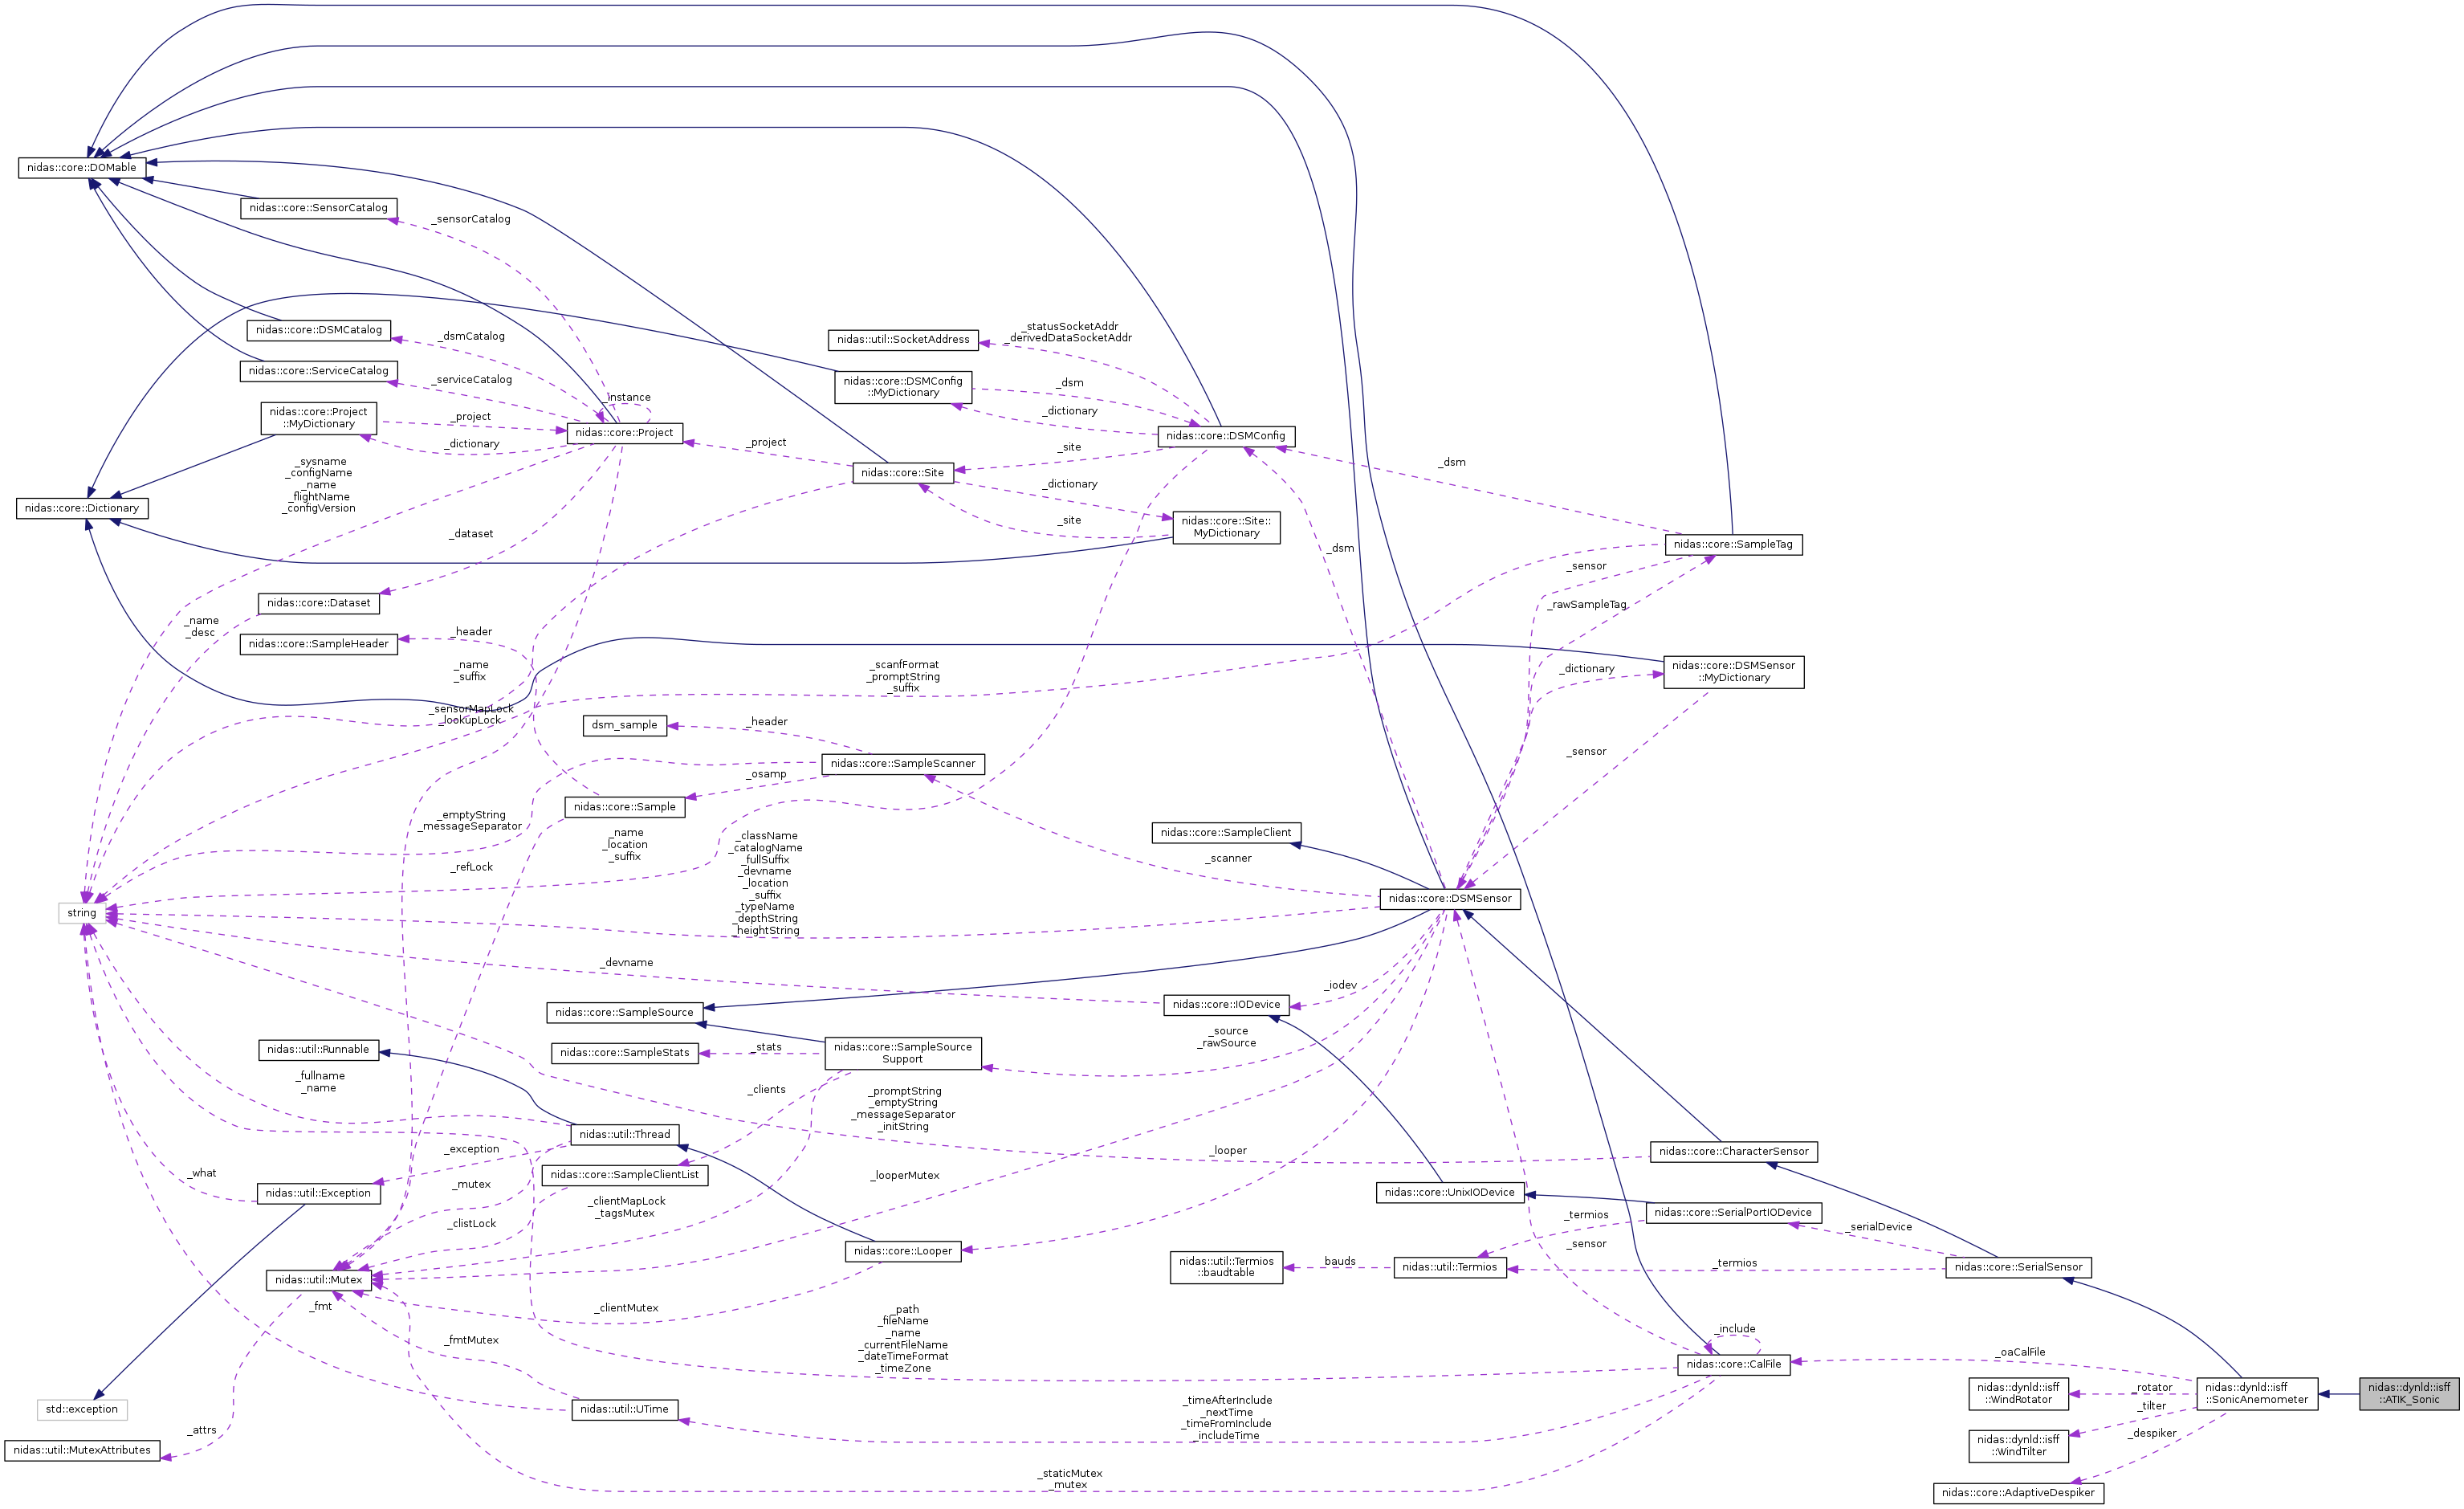 nidas::core::DOMable
nidas::core::SensorCatalog
_sensorCatalog
nidas::core::DSMCatalog
_dsmCatalog
nidas::core::ServiceCatalog
_serviceCatalog
nidas::core::Project
::MyDictionary
_project
_dictionary
_instance
nidas::core::Project
_project
nidas::util::SocketAddress
_statusSocketAddr
_derivedDataSocketAddr
nidas::core::DSMConfig
::MyDictionary
_dsm
_dictionary
nidas::core::DSMConfig
_site
nidas::core::Site
_dictionary
_site
nidas::core::Site::
MyDictionary
_dsm
_dsm
nidas::core::SampleTag
nidas::core::Dictionary
_sysname
_configName
_name
_flightName
_configVersion
_dataset
nidas::core::Dataset
_name
_desc
nidas::core::SampleHeader
_header
_name
_suffix
_scanfFormat
_promptString
_suffix
_sensor
_rawSampleTag
_dictionary
nidas::core::DSMSensor
::MyDictionary
_sensor
_sensorMapLock
_lookupLock
dsm_sample
_header
nidas::core::SampleScanner
_osamp
nidas::core::Sample
_emptyString
_messageSeparator
_name
_location
_suffix
_refLock
_className
_catalogName
_fullSuffix
_devname
_location
_suffix
_typeName
_depthString
_heightString
nidas::core::SampleClient
_scanner
nidas::core::DSMSensor
string
_devname
nidas::core::IODevice
_iodev
nidas::core::SampleSource
_source
_rawSource
nidas::core::SampleSource
Support
_stats
nidas::core::SampleStats
nidas::util::Runnable
_fullname
_name
_clients
_promptString
_emptyString
_messageSeparator
_initString
nidas::util::Thread
_exception
nidas::core::SampleClientList
_looper
nidas::core::CharacterSensor
_what
nidas::util::Exception
_mutex
_looperMutex
nidas::core::UnixIODevice
nidas::core::SerialPortIODevice
_termios
_serialDevice
_clientMapLock
_tagsMutex
_clistLock
nidas::core::Looper
nidas::util::Termios
::baudtable
bauds
nidas::util::Termios
_sensor
_termios
nidas::core::SerialSensor
nidas::util::Mutex
_fmt
_clientMutex
_fmtMutex
_path
_fileName
_name
_currentFileName
_dateTimeFormat
_timeZone
_include
nidas::core::CalFile
_oaCalFile
nidas::dynld::isff
::WindRotator
_rotator
nidas::dynld::isff
::SonicAnemometer
nidas::dynld::isff
::ATIK_Sonic
_tilter
nidas::dynld::isff
::WindTilter
_despiker
nidas::core::AdaptiveDespiker
std::exception
nidas::util::UTime
_timeAfterInclude
_nextTime
_timeFromInclude
_includeTime
_attrs
nidas::util::MutexAttributes
_staticMutex
_mutex